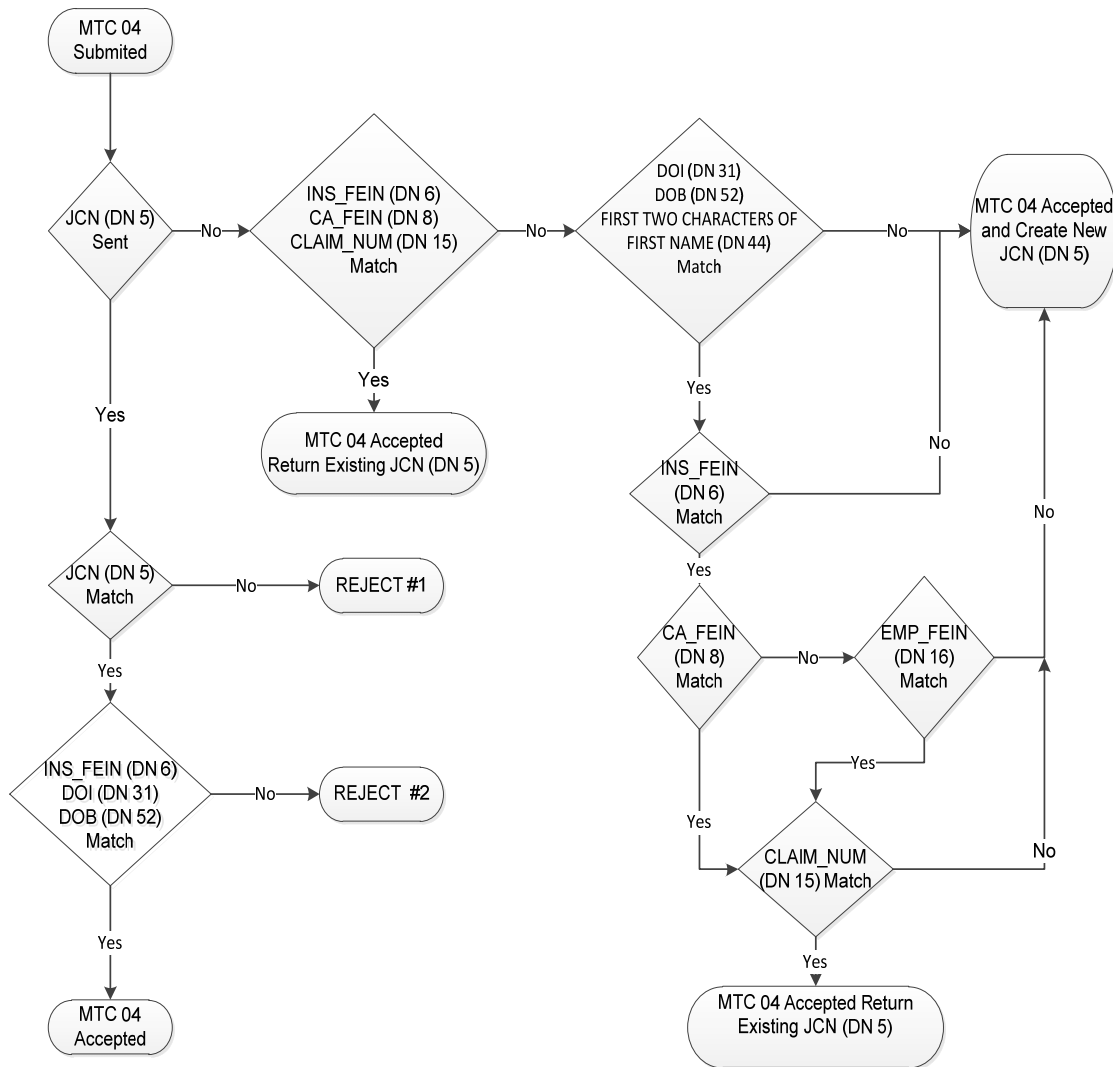 MTC 04
Submited
JCN (DN 5)
Sent
No
INS_FEIN (DN 6)
CA_FEIN (DN 8)
CLAIM_NUM (DN 15)
Match
No
DOI (DN 31)
DOB (DN 52)
FIRST TWO CHARACTERS OF
FIRST NAME (DN 44)
Match
No
MTC 04 Accepted
and Create New
JCN (DN 5)
Yes
Yes
MTC 04 Accepted
Return Existing JCN (DN 5)
Yes
INS_FEIN
(DN 6)
Match
No
No
JCN (DN 5)
Match
No
REJECT #1
Yes
CA_FEIN
(DN 8)
Match
No
EMP_FEIN
(DN 16)
Match
Yes
INS_FEIN (DN 6)
DOI (DN 31)
DOB (DN 52)
Match
No
REJECT #2
Yes
Yes
CLAIM_NUM
(DN 15) Match
No
Yes
MTC 04
Accepted
Yes
MTC 04 Accepted Return
Existing JCN (DN 5)